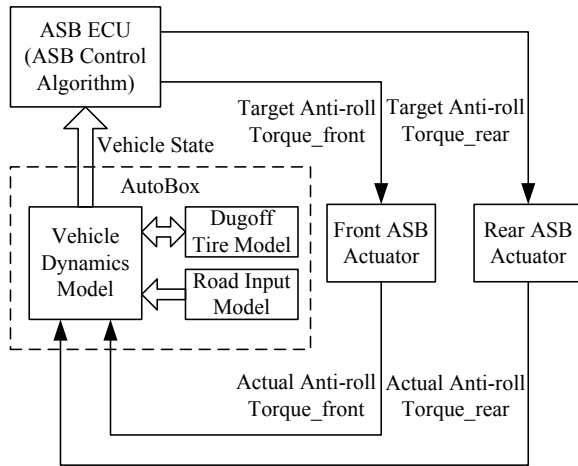 ASB ECU
(ASB Control
Algorithm)
Target Anti-roll
Torque_front
Target Anti-roll
Torque_rear
Vehicle State
AutoBox
Vehicle
Dynamics
Model
Dugoff
Tire Model
Road Input
Model
Front ASB
Actuator
Rear ASB
Actuator
Actual Anti-roll
Torque_front
Actual Anti-roll
Torque_rear